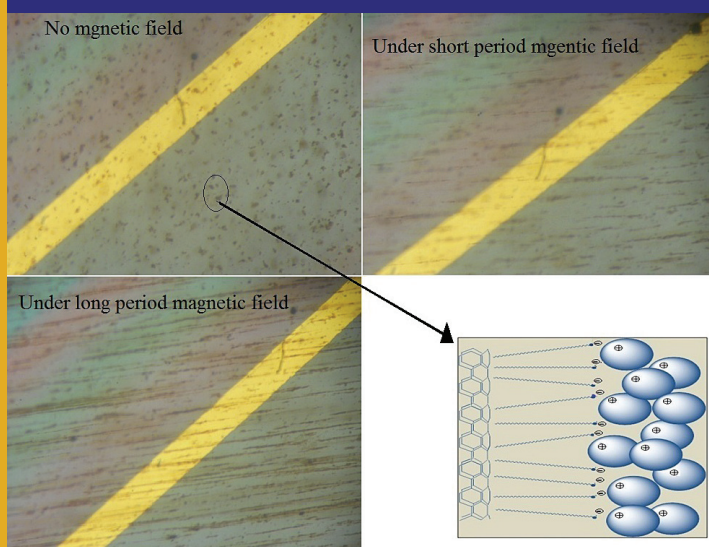 No mgnetic field
Under short period mgentic field
Under long period magnetic field